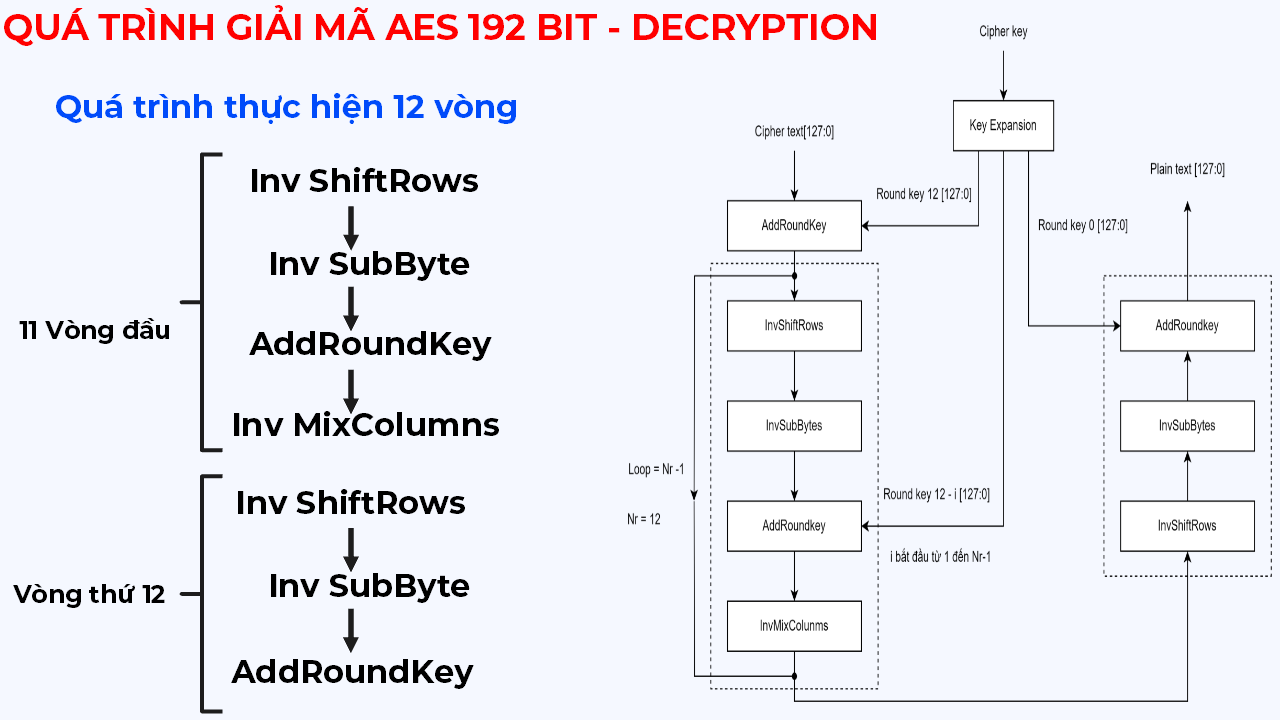 QUÁ TRÌNH GIẢI MÃ AES 192 BIT - DECRYPTION
Quá trình thực hiện 12 vòng
11 Vòng đầu
Inv ShiftRows
Inv SubByte
AddRoundKey
Inv MixColumns
Vòng thứ 12
Inv ShiftRows
Inv SubByte
AddRoundKey
Cipher key
Key Expansion
Cipher text[127:0]
Round key 12 [127:0]
AddRoundKey
InvShiftRows
InvSubBytes
Loop = Nr -1
Nr = 12
Round key 12 - i [127:0]
AddRoundkey
i bắt đầu từ 1 đến Nr-1
InvMixColunms
Plain text [127:0]
Round key 0 [127:0]
AddRoundkey
InvSubBytes
InvShiftRows